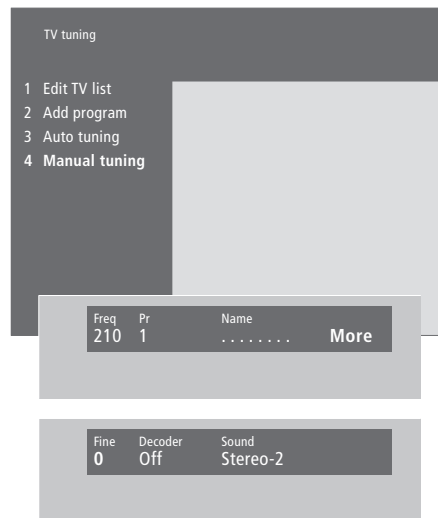 TV tuning
1 Edit TV list
2 Add program
3 Auto tuning
4 Manual tuning
Freq Pr Name
210 1 . . . . . . . . More
Fine Decoder Sound
0 Off Stereo-2